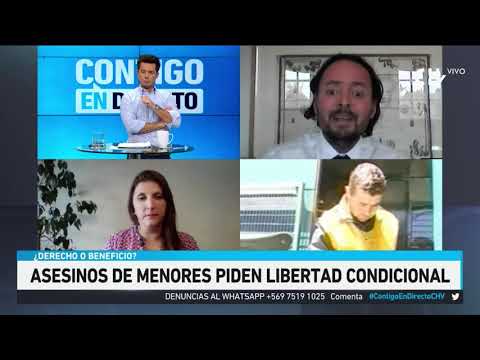 CONTIGO
EN DIRECTO
VIVO
¿DERECHO O BENEFICIO?
ASESINOS DE MENORES PIDEN LIBERTAD CONDICIONAL
DENUNCIAS AL WHATSAPP +569 7519 1025 Comenta #ContigoEnDirectoCHV